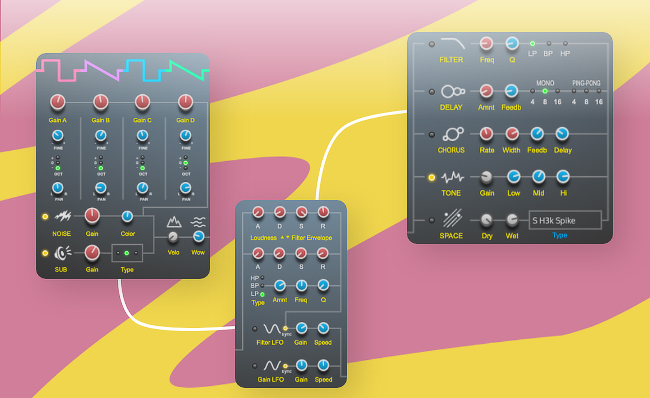 Gain A Gain B Gain C Gain D
FINE FINE FINE FINE
OCT OCT OCT OCT
PAN PAN PAN PAN
NOISE Gain Color
SUB Gain Type Velo Wow
A D S R
Loudness Filter Envelope
A D S R
HP
BP
LP
Type Amnt Fnq Q
sync
Filter LFO Gain Speed
sync
Gain LFO Gain Speed
FILTER Freq Q LP BP HP
MONO PING-PONG
DELAY Amnt Feedb 4 8 16 4 8 16
CHORUS Rate Width Feedb Delay
TONE Gain Low Mid Hi
S H3k Spike
SPACE Dry Wet Type